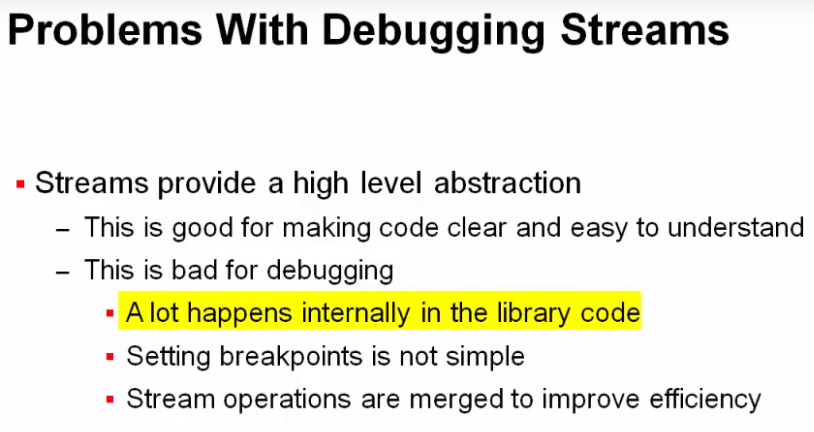 Problems With Debugging Streams
▪ Streams provide a high level abstraction
– This is good for making code clear and easy to understand
– This is bad for debugging
▪ A lot happens internally in the library code
▪ Setting breakpoints is not simple
▪ Stream operations are merged to improve efficiency